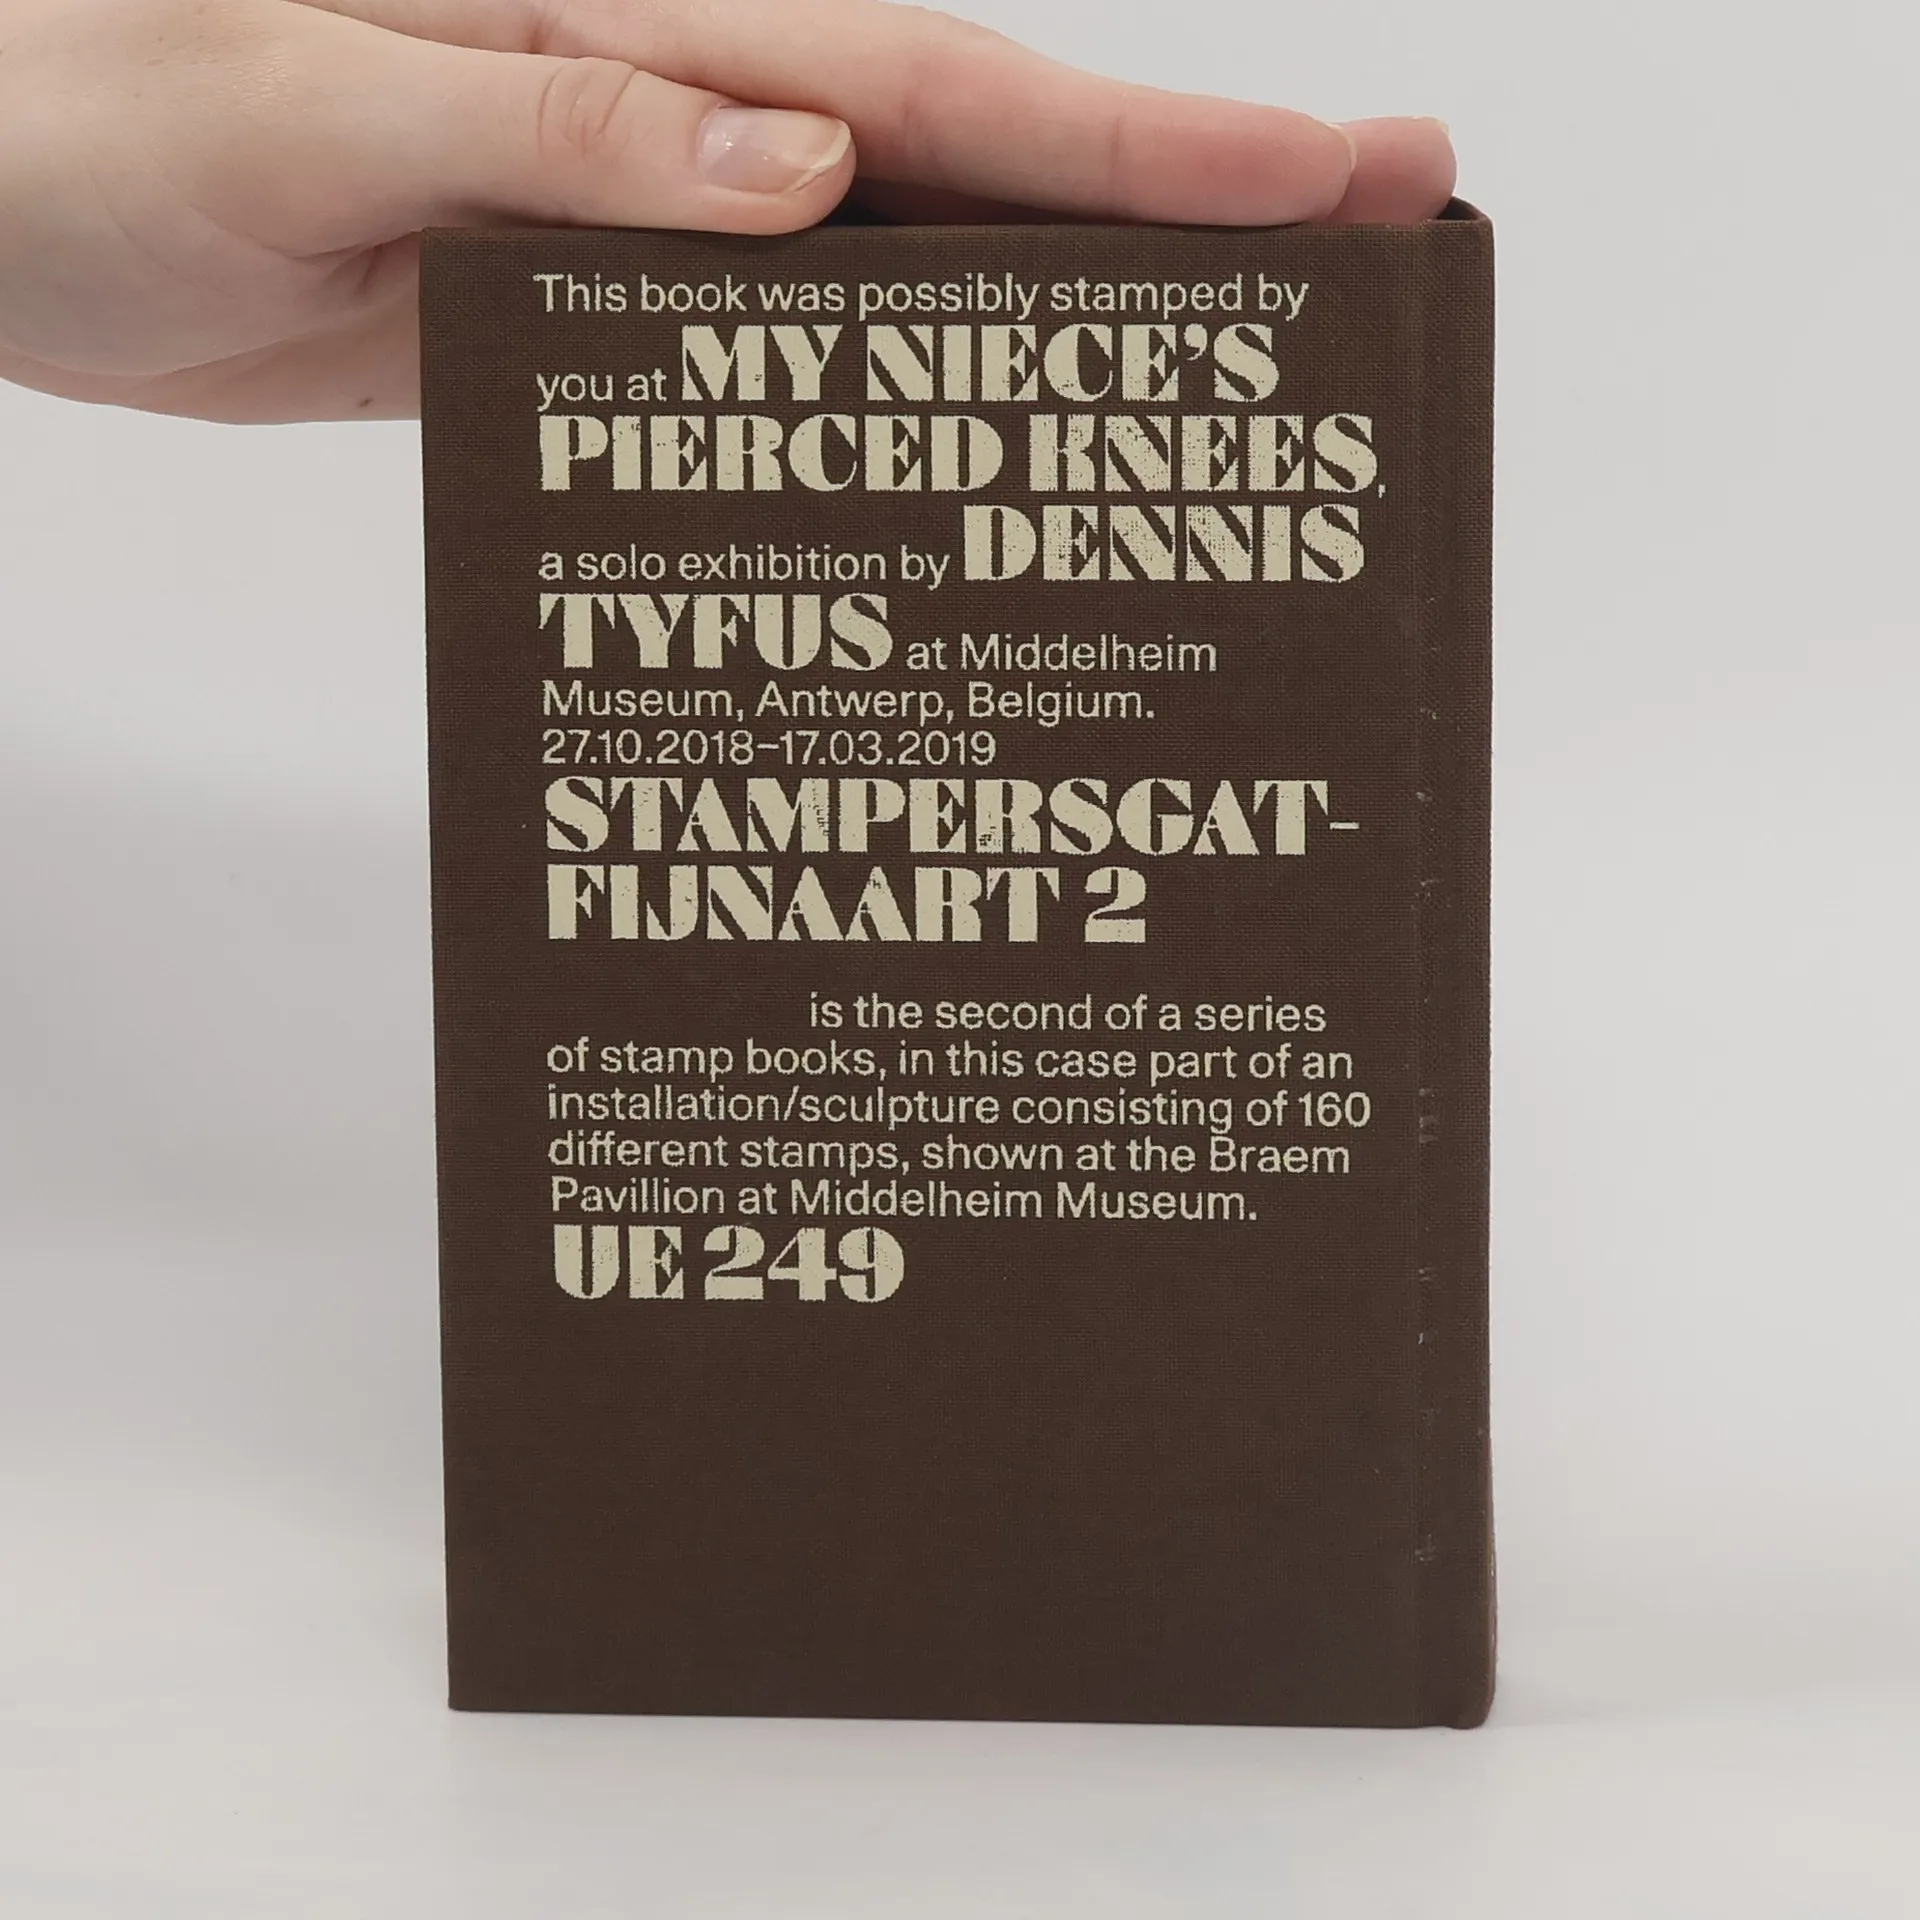 This book was possibly stamped by
you at MY NIECE'S
PIERCED KNEES,
a solo exhibition by DENNIS
TYFUS at Middelheim
Museum, Antwerp, Belgium.
27.10.2018–17.03.2019
STAMPERSGAT-
FIJNAART 2
is the second of a series
of stamp books, in this case part of an
installation/sculpture consisting of 160
different stamps, shown at the Braem
Pavillion at Middelheim Museum.
UE 249